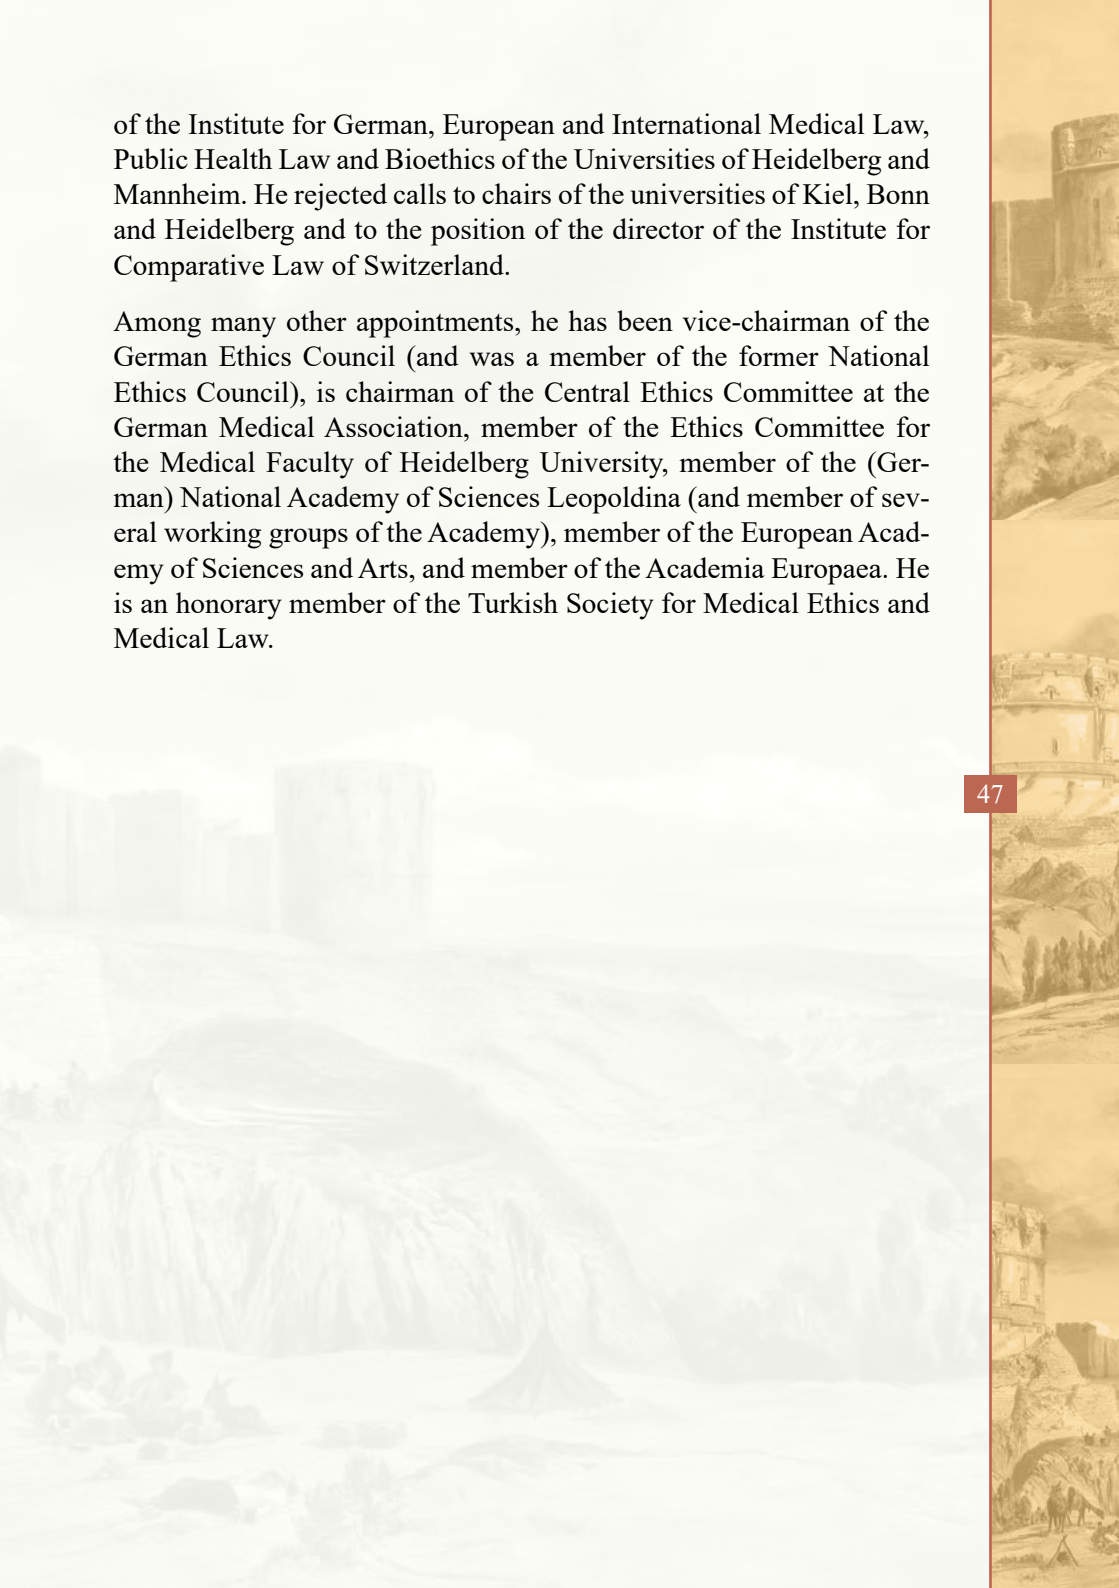 of the Institute for German, European and International Medical Law,
Public Health Law and Bioethics of the Universities of Heidelberg and
Mannheim. He rejected calls to chairs of the universities of Kiel, Bonn
and Heidelberg and to the position of the director of the Institute for
Comparative Law of Switzerland.
Among many other appointments, he has been vice-chairman of the
German Ethics Council (and was a member of the former National
Ethics Council), is chairman of the Central Ethics Committee at the
German Medical Association, member of the Ethics Committee for
the Medical Faculty of Heidelberg University, member of the (Ger-
man) National Academy of Sciences Leopoldina (and member of sev-
eral working groups of the Academy), member of the European Acad-
emy of Sciences and Arts, and member of the Academia Europaea. He
is an honorary member of the Turkish Society for Medical Ethics and
Medical Law.
47